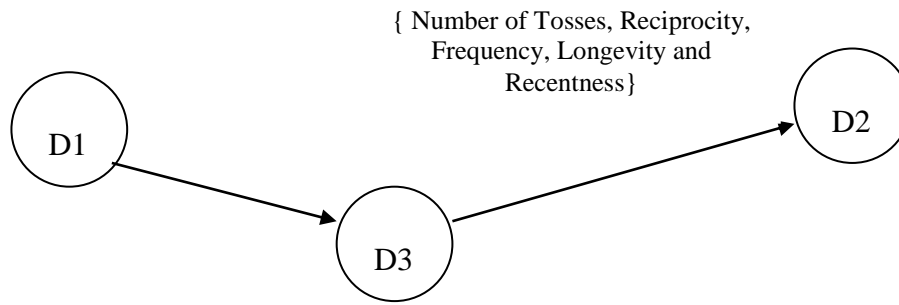 { Number of Tosses, Reciprocity,
Frequency, Longevity and
Recentness}
D1
D2
D3